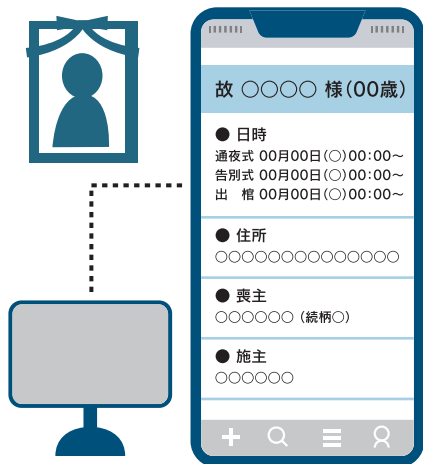 故 ○○○○ 様(00歳)
● 日時
通夜式 00月00日(○)00:00～
告別式 00月00日(○)00:00～
出　棺 00月00日(○)00:00～
● 住所
○○○○○○○○○○○○○○
● 喪主
○○○○○○ (続柄○)
● 施主
○○○○○○